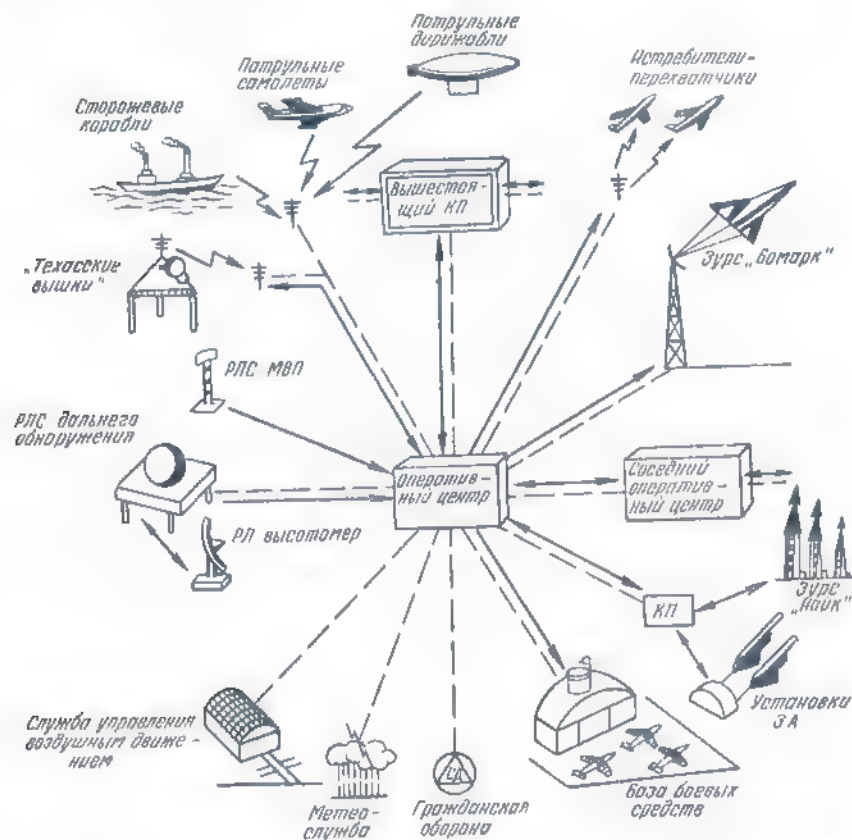 Патрульные
дирижабли
Патрульные
самолеты
Истребители-
перехватчики
Сторожевые
корабли
Вышестоя-
щий КП
„Техасские
вышки"
ЗУРС „Бомарк"
РЛС МВП
РЛС дальнего
обнаружения
Оператив-
ный центр
Соседний
оператив-
ный центр
РЛ высотомер
КП
ЗУРС
„Найк"
Установки
ЗА
Служба управления
воздушным движе-
нием
СД
Метео-
служба
Гражданская
оборона
База боевых
средств